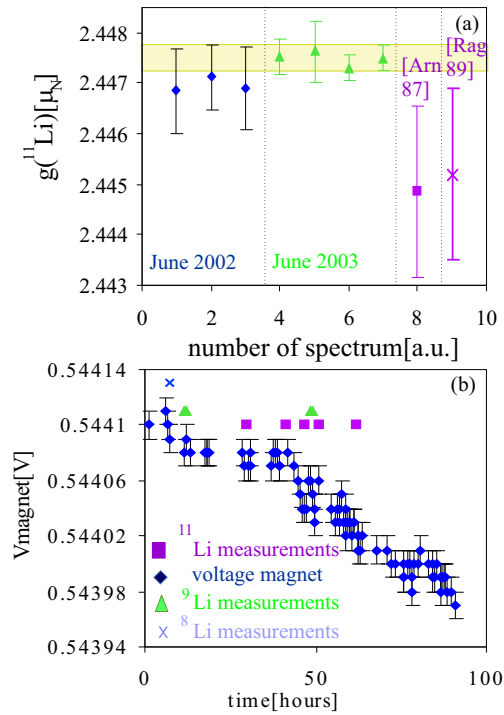 (a)
g(¹¹Li)[μ_N]
2.448
2.447
2.446
2.445
2.444
2.443
[Arn 87]
[Rag 89]
June 2002
June 2003
0 2 4 6 8 10
number of spectrum[a.u.]
(b)
Vmagnet[V]
0.54414
0.5441
0.54406
0.54402
0.54398
0.54394
¹¹Li measurements
voltage magnet
⁹Li measurements
⁸Li measurements
0 50 100
time[hours]